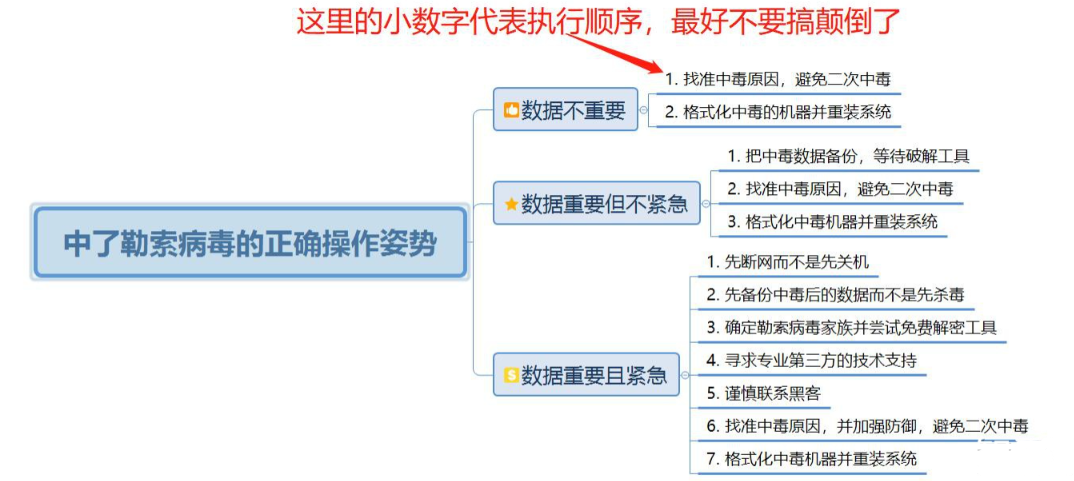 这里的小数字代表执行顺序，最好不要搞颠倒了
中了勒索病毒的正确操作姿势
数据不重要
1. 找准中毒原因，避免二次中毒
2. 格式化中毒的机器并重装系统
数据重要但不紧急
1. 把中毒数据备份，等待破解工具
2. 找准中毒原因，避免二次中毒
3. 格式化中毒机器并重装系统
数据重要且紧急
1. 先断网而不是先关机
2. 先备份中毒后的数据而不是先杀毒
3. 确定勒索病毒家族并尝试免费解密工具
4. 寻求专业第三方的技术支持
5. 谨慎联系黑客
6. 找准中毒原因，并加强防御，避免二次中毒
7. 格式化中毒机器并重装系统